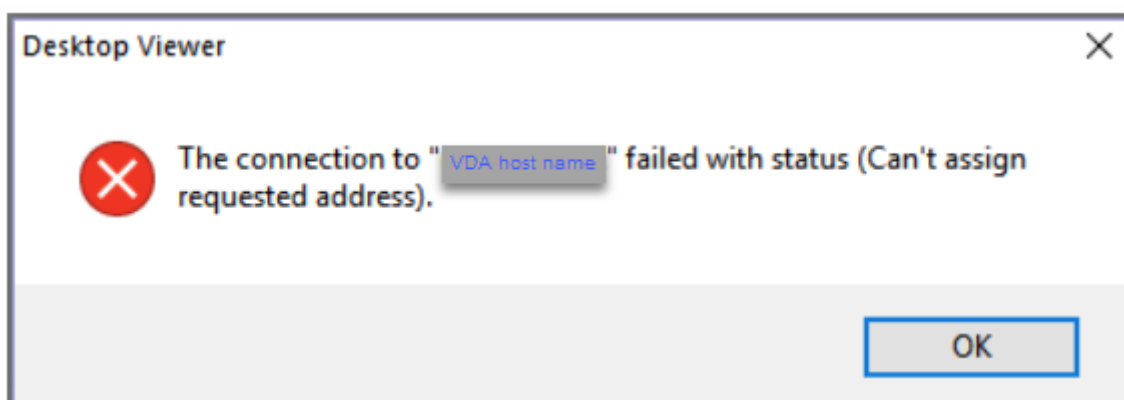 Desktop Viewer
The connection to "VDA host name" failed with status (Can't assign
requested address).
OK